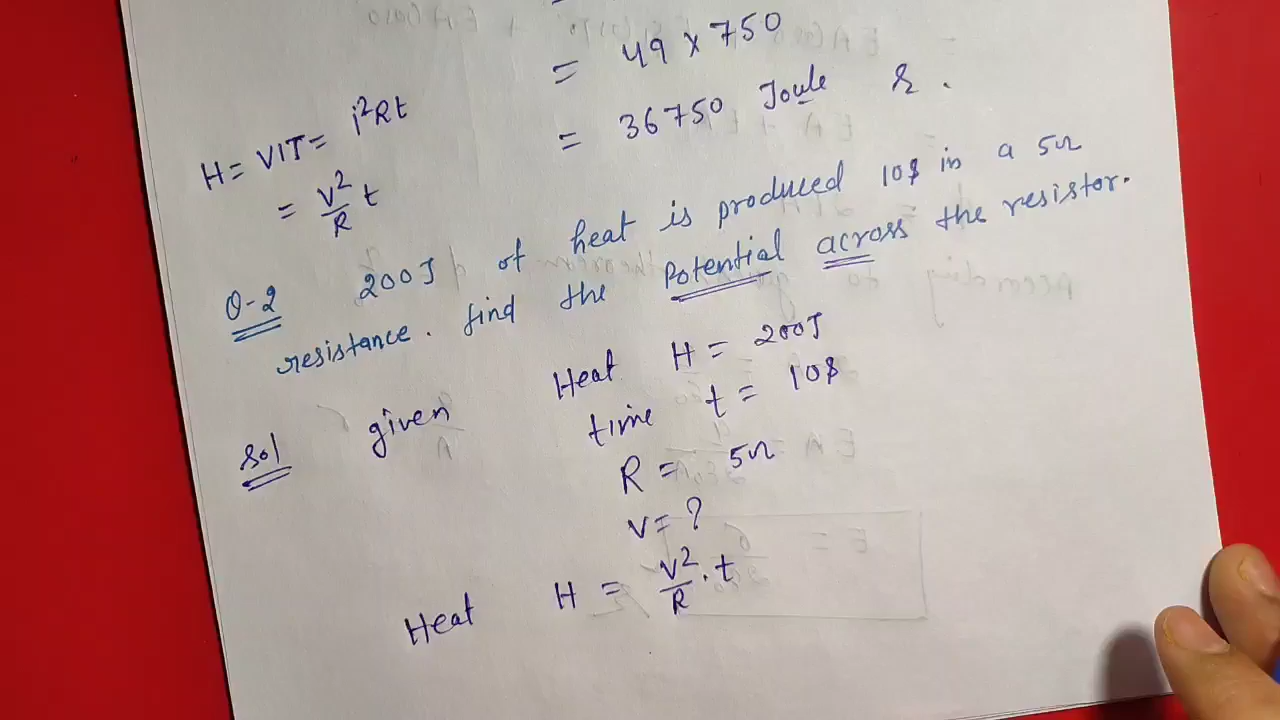 = 49 x 750
= 36750 Joule
H = VIT = i²Rt
= V²/R t
Q-2 200J of heat is produced 10s in a 5Ω
resistance. find the Potential across the resistor.
Sol given Heat H = 200J
time t = 10s
R = 5Ω
V = ?
Heat H = V²/R . t